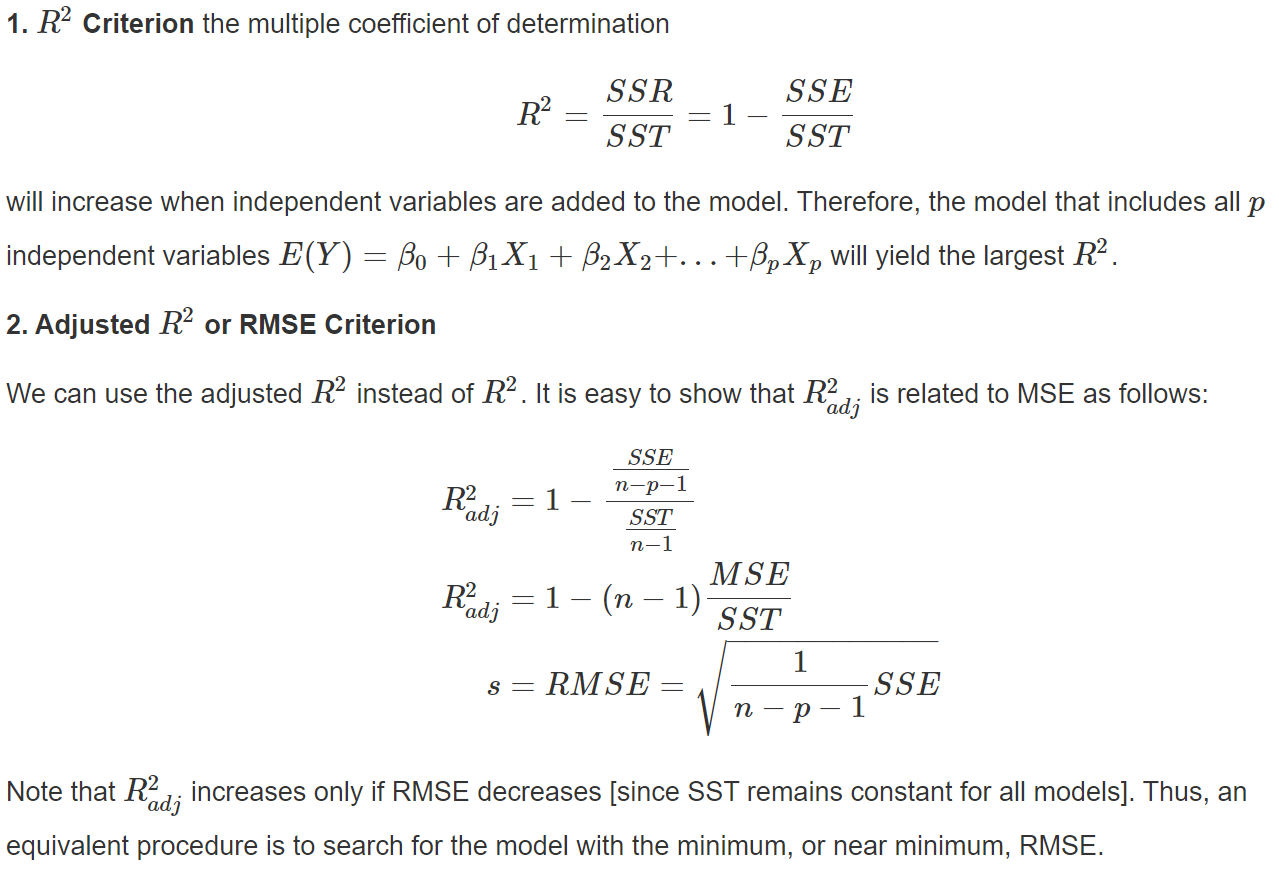 1. R² Criterion the multiple coefficient of determination
R² = SSR/SST = 1 − SSE/SST
will increase when independent variables are added to the model. Therefore, the model that includes all p
independent variables E(Y) = β₀ + β₁X₁ + β₂X₂+…+βₚXₚ will yield the largest R².
2. Adjusted R² or RMSE Criterion
We can use the adjusted R² instead of R². It is easy to show that R²_adj is related to MSE as follows:
R²_adj = 1 − (SSE/(n−p−1))/(SST/(n−1))
R²_adj = 1 − (n − 1) MSE/SST
s = RMSE = √(1/(n − p − 1) SSE)
Note that R²_adj increases only if RMSE decreases [since SST remains constant for all models]. Thus, an
equivalent procedure is to search for the model with the minimum, or near minimum, RMSE.